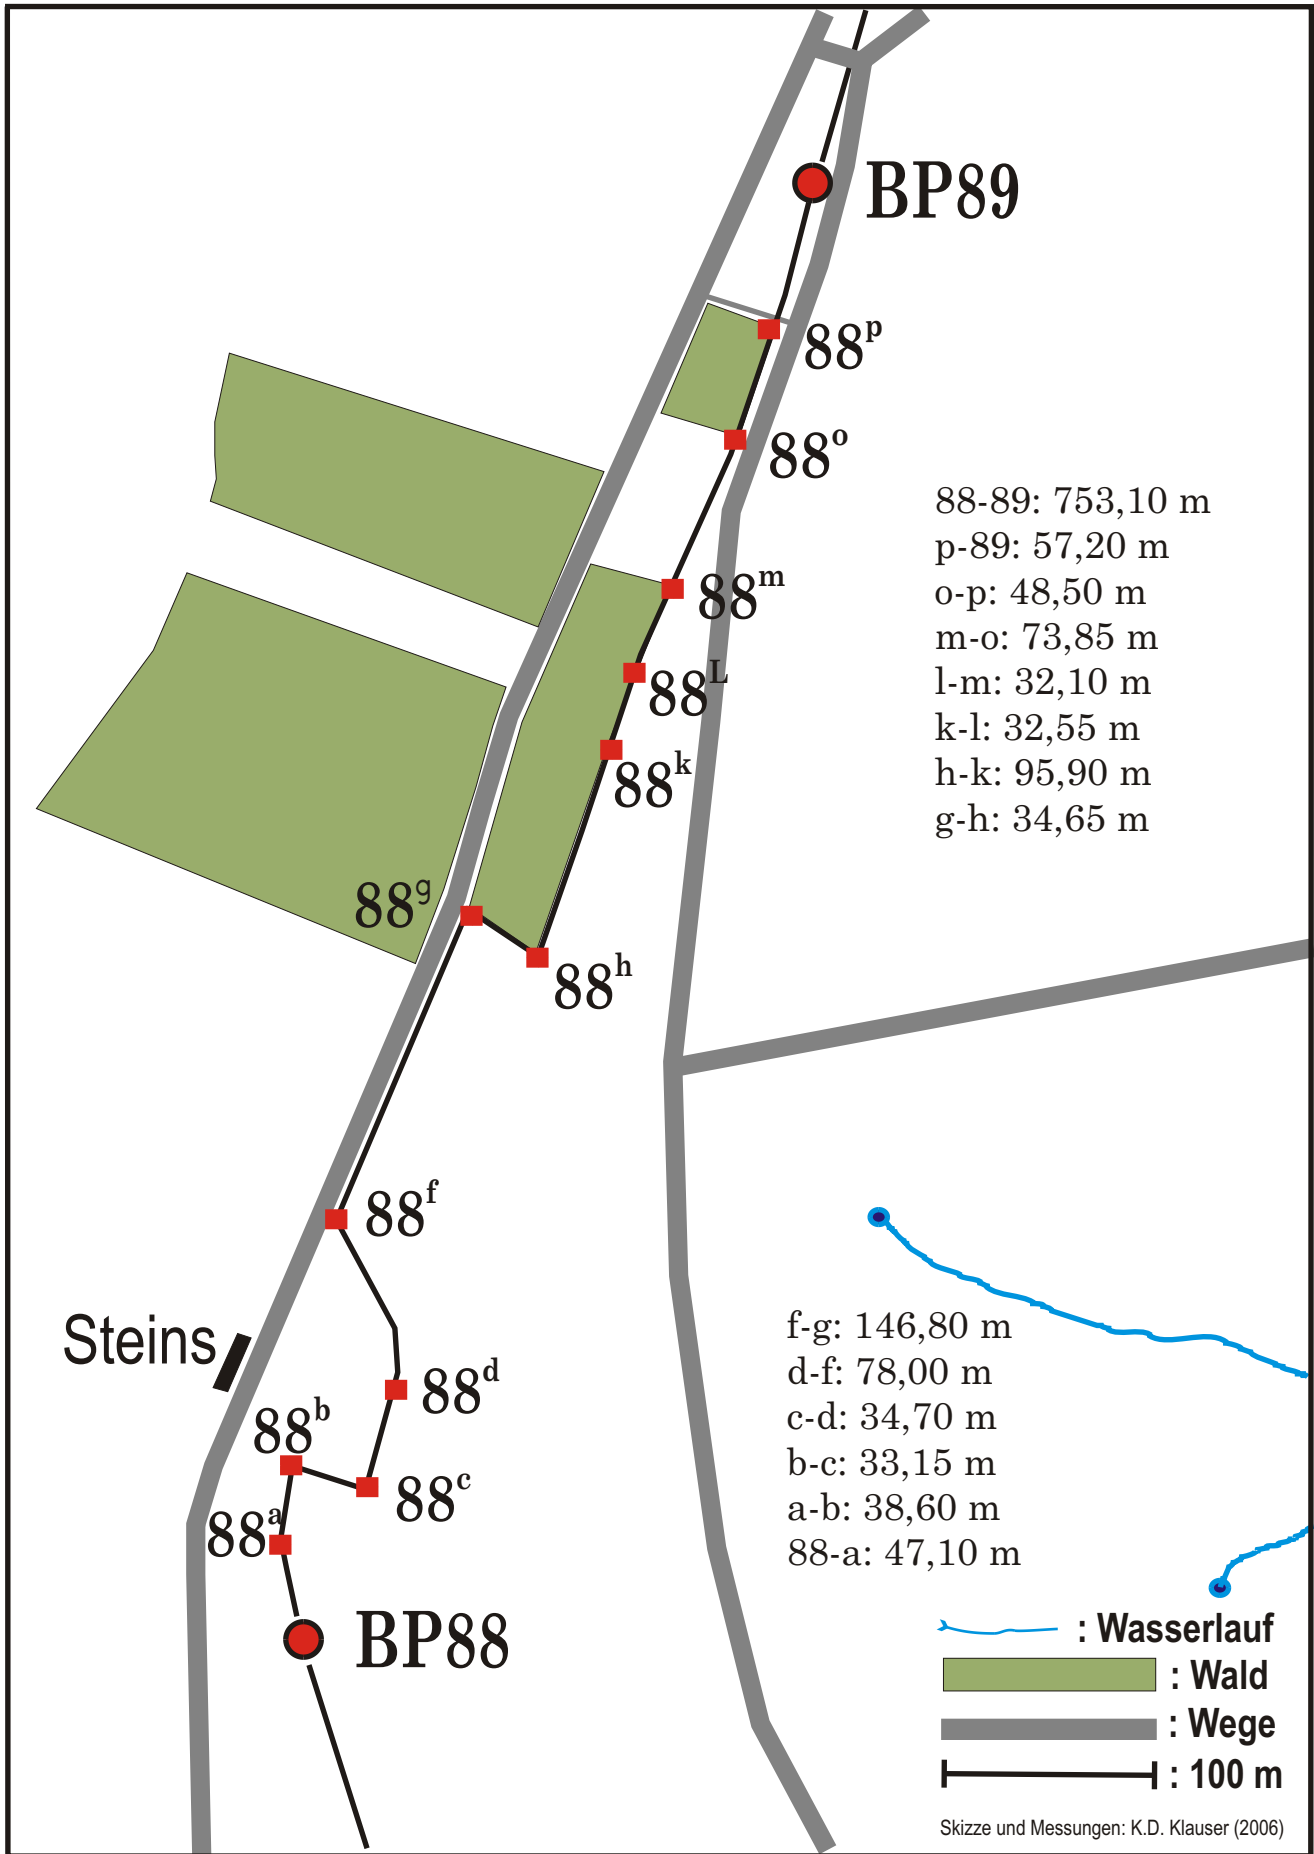 BP89
88p
88o
88-89: 753,10 m
p-89: 57,20 m
o-p: 48,50 m
m-o: 73,85 m
l-m: 32,10 m
k-l: 32,55 m
h-k: 95,90 m
g-h: 34,65 m
88m
88L
88k
88g
88h
88f
Steins
88d
88b
88c
88a
BP88
f-g: 146,80 m
d-f: 78,00 m
c-d: 34,70 m
b-c: 33,15 m
a-b: 38,60 m
88-a: 47,10 m
: Wasserlauf
: Wald
: Wege
: 100 m
Skizze und Messungen: K.D. Klauser (2006)